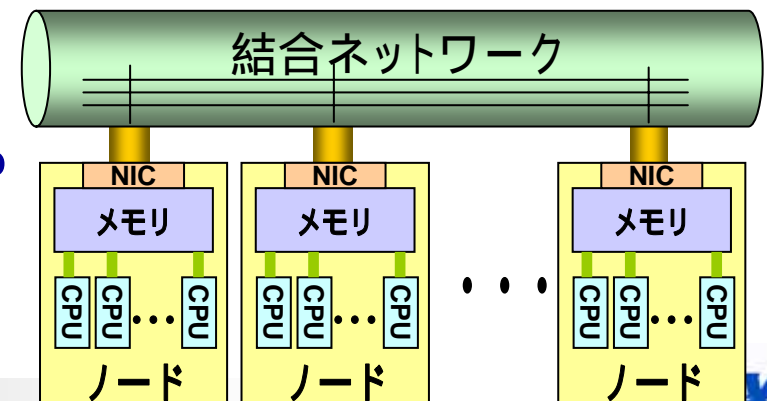 結合ネットワーク
NIC NIC NIC
メモリ メモリ メモリ
CPU CPU ... CPU CPU CPU ... CPU ・・・ CPU CPU ... CPU
ノード ノード ノード